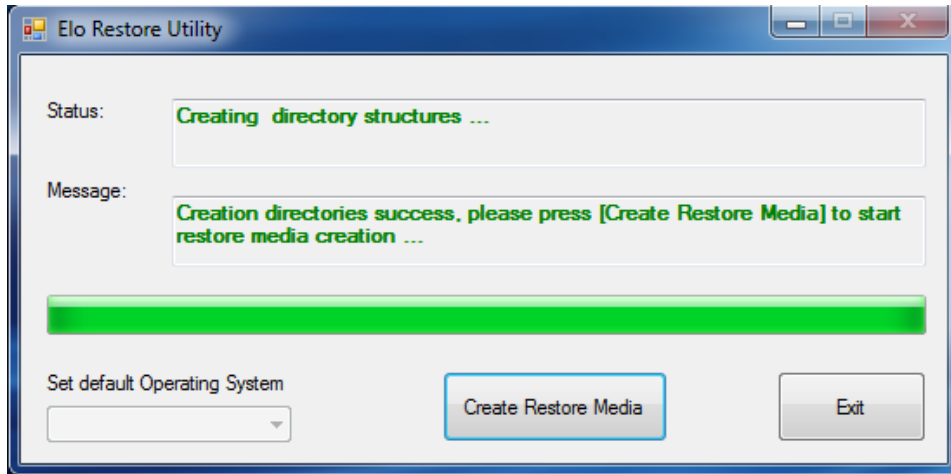 Elo Restore Utility
Status:
Creating  directory structures ...
Message:
Creation directories success, please press [Create Restore Media] to start
restore media creation ...
Set default Operating System
Create Restore Media
Exit